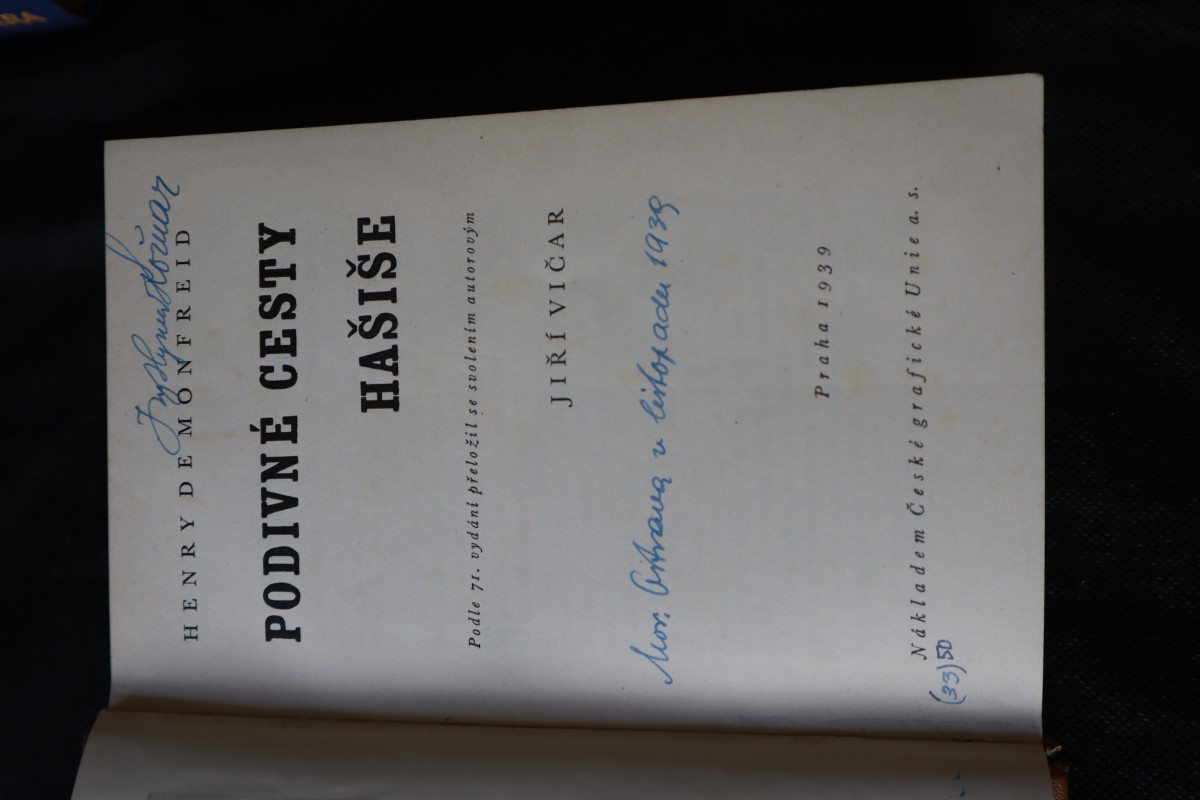 HENRY DE MONFREID
PODIVNÉ CESTY
HAŠIŠE
Podle 71. vydání přeložil se svolením autorovým
JIŘÍ VIČAR
Mor. Ostrava v listopadu 1939
Praha 1939
Nákladem České grafické Unie a. s.
(33) 50